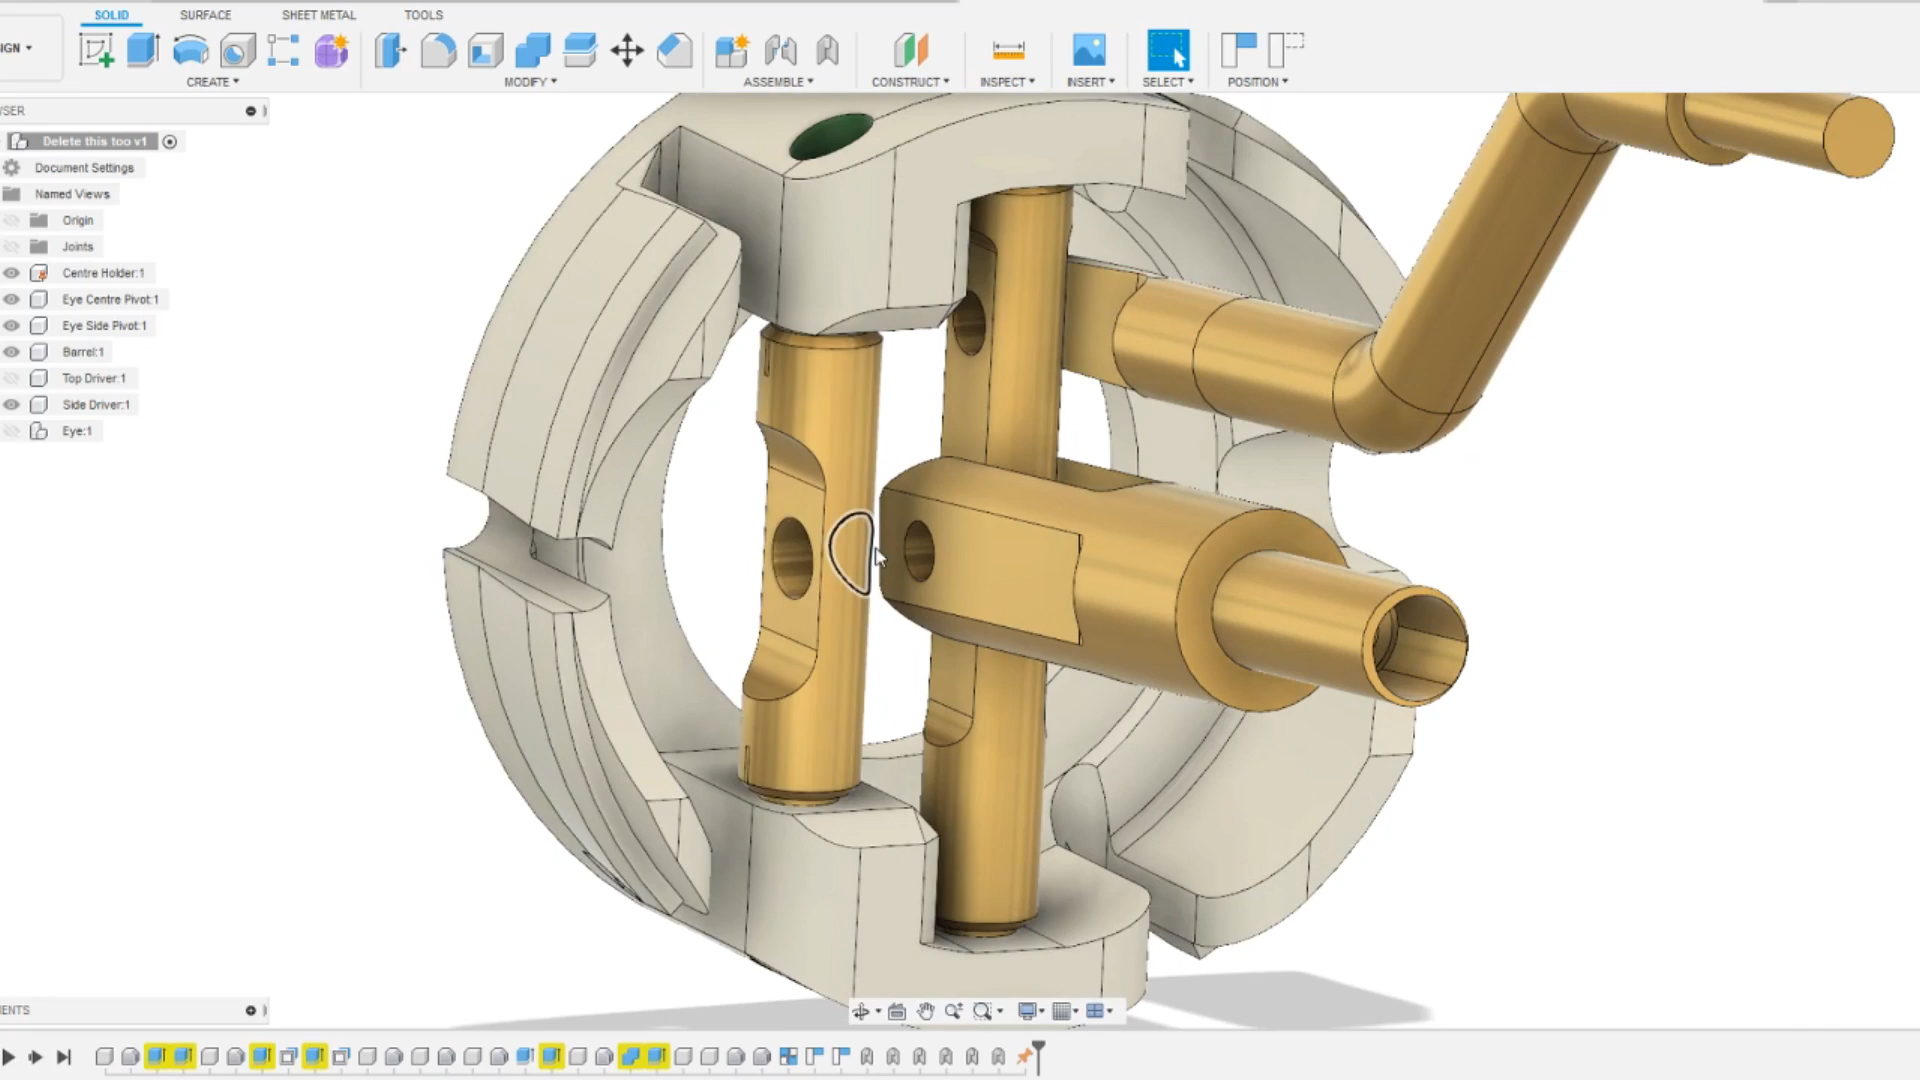 SOLID SURFACE SHEET METAL TOOLS
IGN
CREATE MODIFY ASSEMBLE CONSTRUCT INSPECT INSERT SELECT POSITION
/SER
Delete this too v1
Document Settings
Named Views
Origin
Joints
Centre Holder:1
Eye Centre Pivot:1
Eye Side Pivot:1
Barrel:1
Top Driver:1
Side Driver:1
Eye:1
ENTS